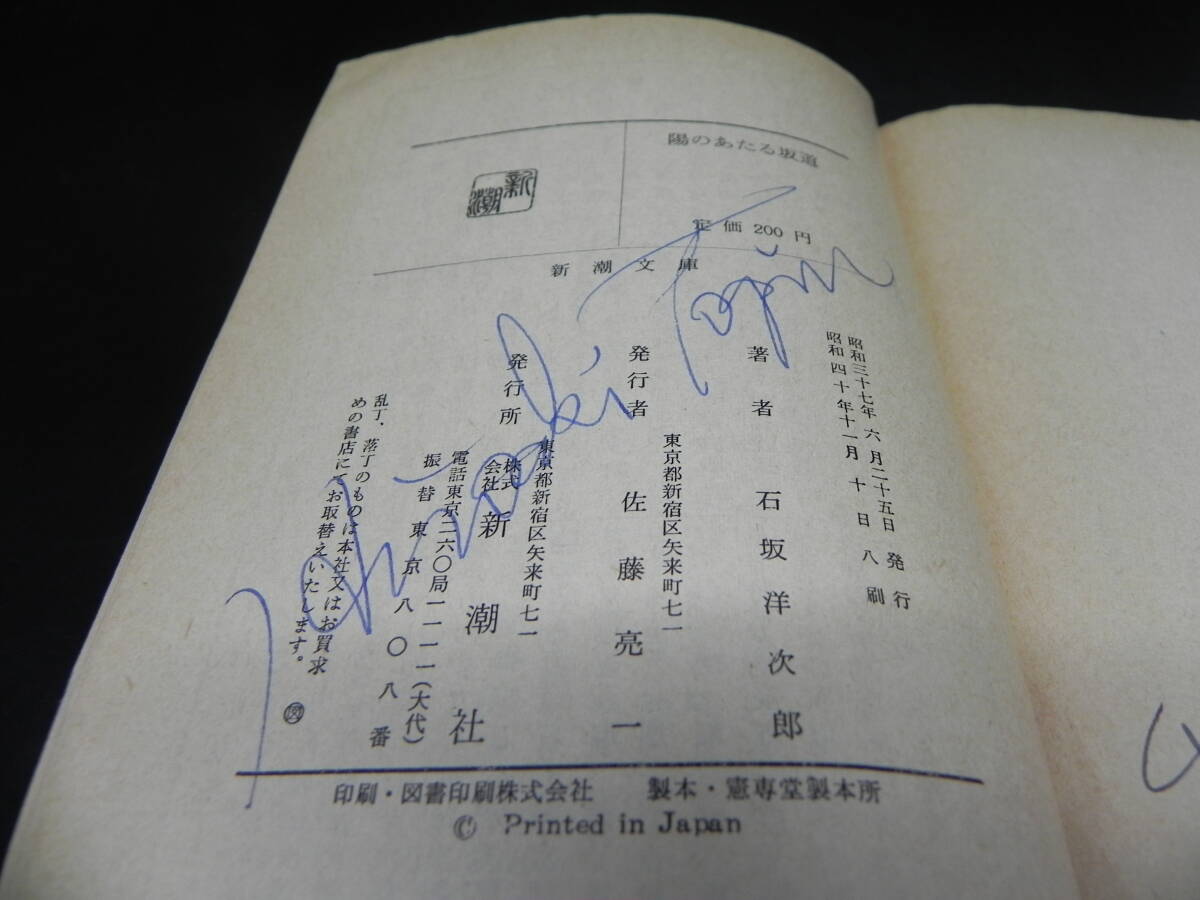 陽のあたる坂道
定価 200 円
新潮
新潮文庫
昭和三十七年 六 月二十五日 発 行
昭和四十年十一月 十 日 八 刷
著者 石坂洋次郎
発行者 佐藤亮一
東京都新宿区矢来町七一
発行所 株式会社 新潮社
東京都新宿区矢来町七一
電話東京二六〇局一一一一(大代)
振替東京八〇八番
乱丁、落丁のものは本社又はお買求
めの書店にてお取替えいたします。
図
印刷・図書印刷株式会社 製本・憲専堂製本所
© Printed in Japan